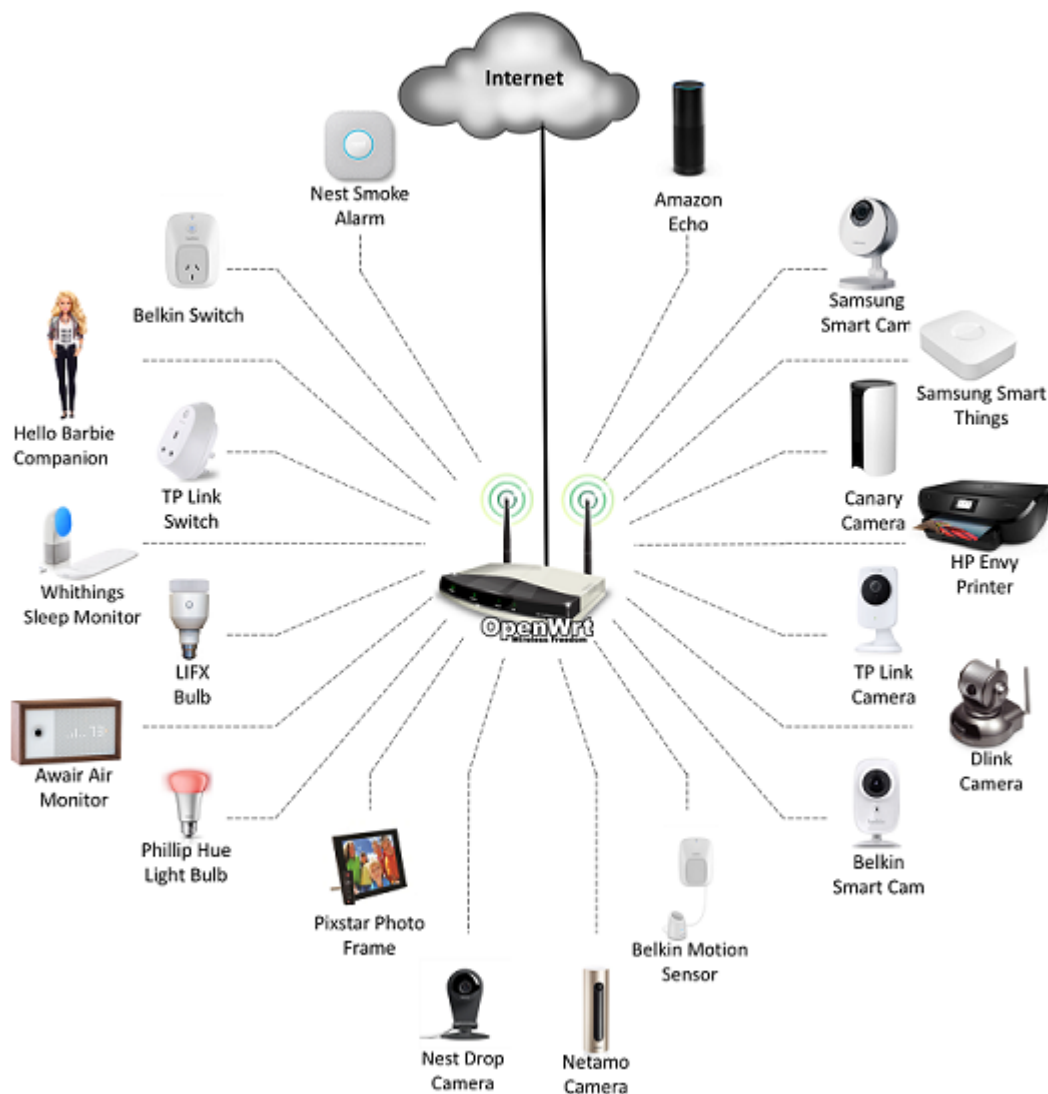 Internet
Nest Smoke
Alarm
Amazon
Echo
Belkin Switch
Samsung
Smart Cam
Hello Barbie
Companion
Samsung Smart
Things
TP Link
Switch
Canary
Camera
Whithings
Sleep Monitor
HP Envy
Printer
OpenWrt
Wireless Freedom
LIFX
Bulb
TP Link
Camera
Awair Air
Monitor
Dlink
Camera
Phillip Hue
Light Bulb
Belkin
Smart Cam
Pixstar Photo
Frame
Belkin Motion
Sensor
Nest Drop
Camera
Netamo
Camera